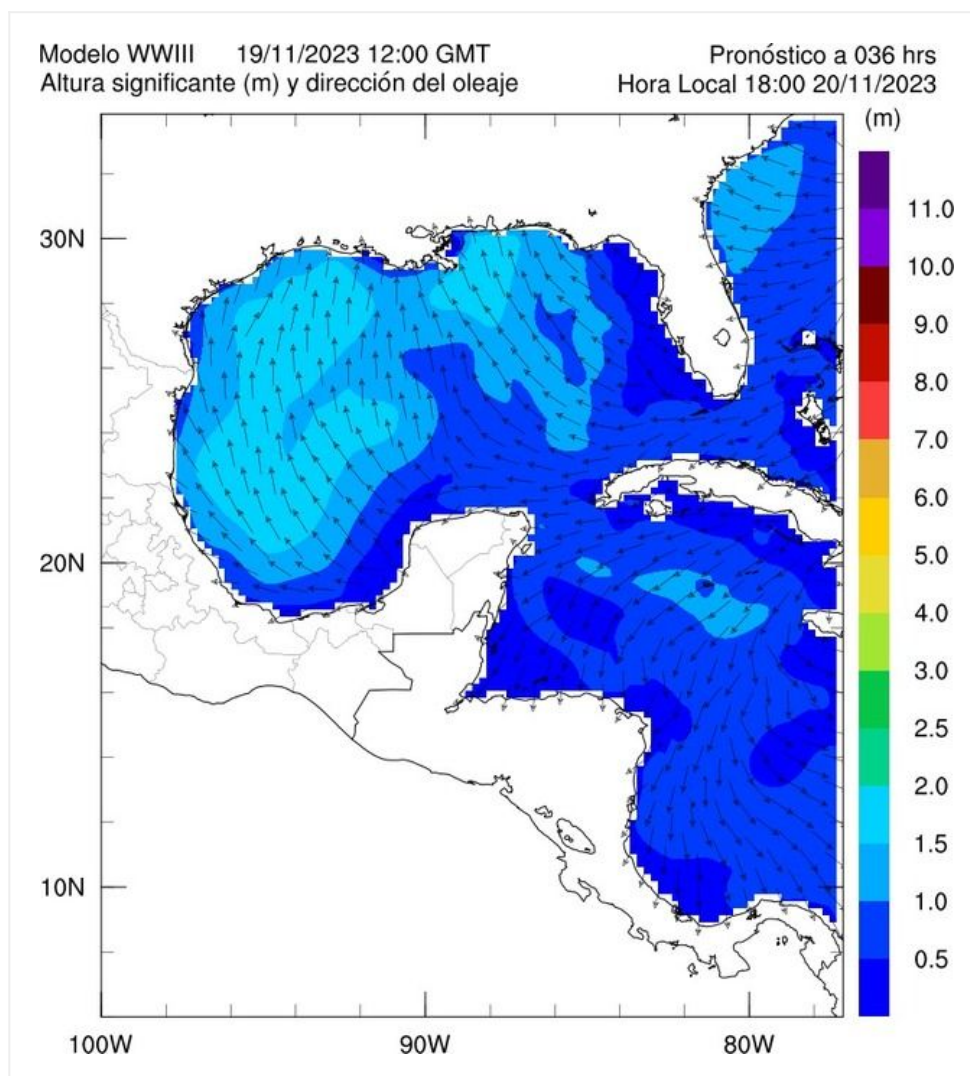 Modelo WWIII 19/11/2023 12:00 GMT
Pronóstico a 036 hrs
Altura significante (m) y dirección del oleaje
Hora Local 18:00 20/11/2023
(m)
11.0
10.0
9.0
8.0
7.0
6.0
5.0
4.0
3.0
2.5
2.0
1.5
1.0
0.5
30N
20N
10N
100W
90W
80W